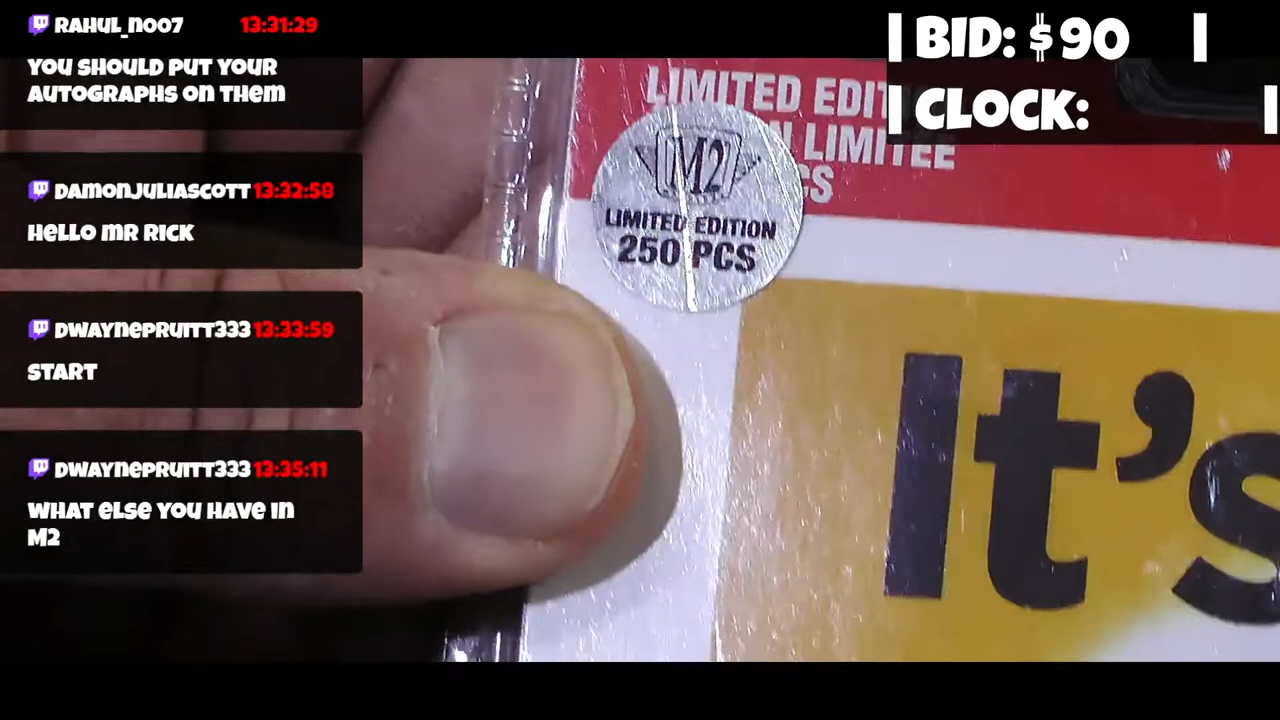 Rahul_n007 13:31:29
You should put your
autographs on them
damonjuliascott 13:32:58
Hello Mr Rick
dwaynepruitt333 13:33:59
Start
dwaynepruitt333 13:35:11
What else you have in
M2
| BID: $90 |
| CLOCK: |
LIMITED EDIT
LIMITEE
CS
M2
LIMITED EDITION
250 PCS
It's